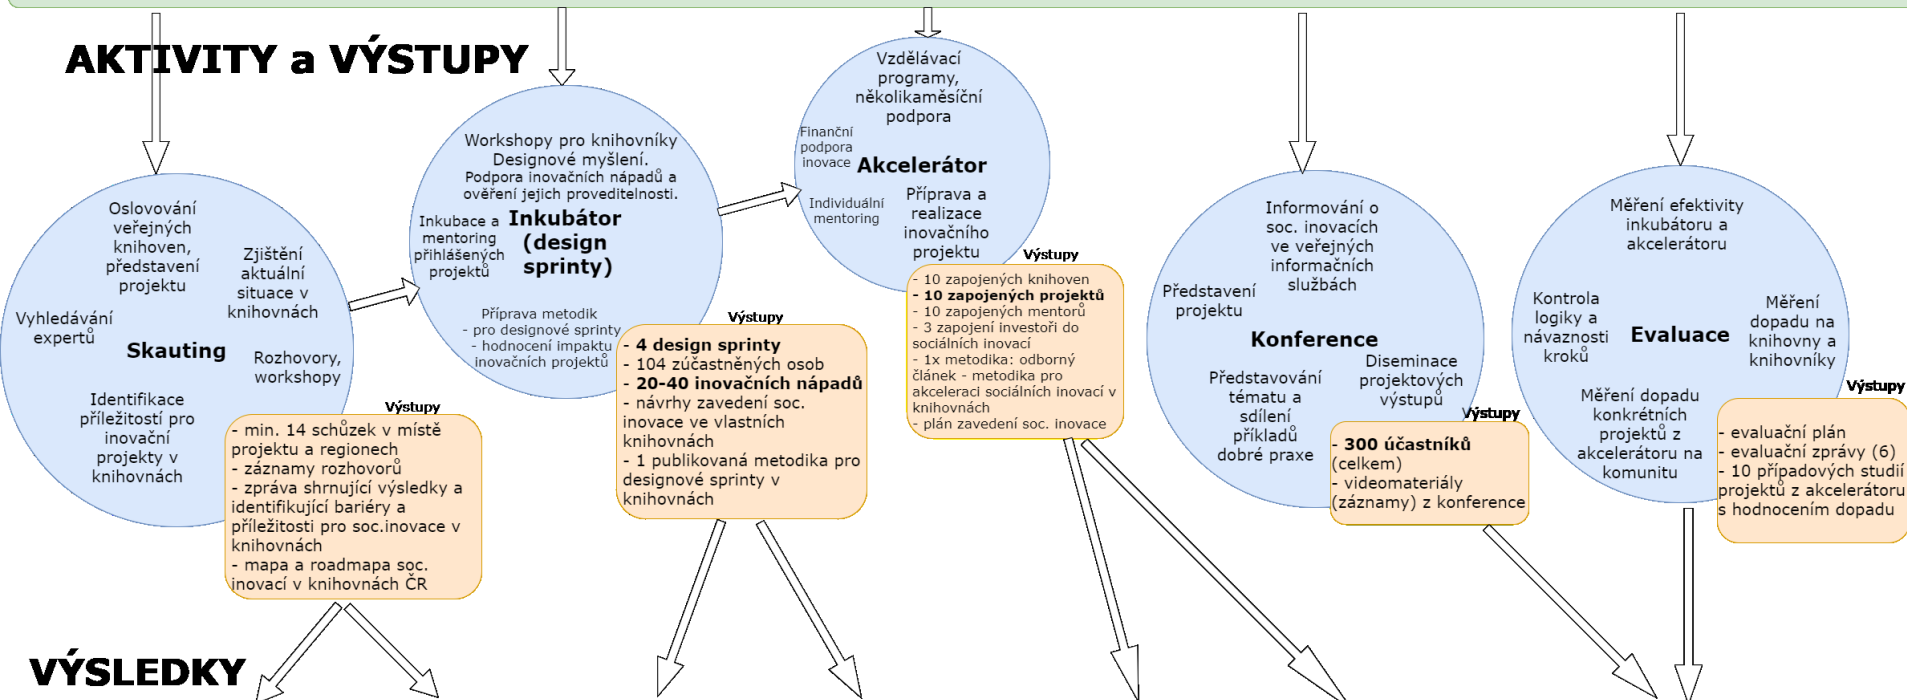 AKTIVITY a VÝSTUPY
Oslovování
veřejných
knihoven,
představení
projektu
Zjištění
aktuální
situace v
knihovnách
Vyhledávání
expertů
Skauting
Rozhovory,
workshopy
Identifikace
příležitostí pro
inovační
projekty v
knihovnách
Výstupy
- min. 14 schůzek v místě
projektu a regionech
- záznamy rozhovorů
- zpráva shrnující výsledky a
identifikující bariéry a
příležitosti pro soc.inovace v
knihovnách
- mapa a roadmapa soc.
inovací v knihovnách ČR
Workshopy pro knihovníky
Designové myšlení.
Podpora inovačních nápadů a
ověření jejich proveditelnosti.
Inkubace a
mentoring
přihlášených
projektů
Inkubátor
(design
sprinty)
Příprava metodik
- pro designové sprinty
- hodnocení impaktu
inovačních projektů
Výstupy
- 4 design sprinty
- 104 zúčastněných osob
- 20-40 inovačních nápadů
- návrhy zavedení soc.
inovace ve vlastních
knihovnách
- 1 publikovaná metodika pro
designové sprinty v
knihovnách
Vzdělávací
programy,
několikaměsíční
podpora
Finanční
podpora
inovace
Akcelerátor
Individuální
mentoring
Příprava a
realizace
inovačního
projektu
Výstupy
- 10 zapojených knihoven
- 10 zapojených projektů
- 10 zapojených mentorů
- 3 zapojení investoři do
sociálních inovací
- 1x metodika: odborný
článek - metodika pro
akceleraci sociálních inovací v
knihovnách
- plán zavedení soc. inovace
Informování o
soc. inovacích
ve veřejných
informačních
službách
Představení
projektu
Konference
Představování
tématu a
sdílení
příkladů
dobré praxe
Diseminace
projektových
výstupů
Výstupy
- 300 účastníků
(celkem)
- videomateriály
(záznamy) z konference
Měření efektivity
inkubátoru a
akcelerátoru
Kontrola
logiky a
návaznosti
kroků
Evaluace
Měření
dopadu na
knihovny a
knihovníky
Měření dopadu
konkrétních
projektů z
akcelerátoru na
komunitu
Výstupy
- evaluační plán
- evaluační zprávy (6)
- 10 případových studií
projektů z akcelerátoru
s hodnocením dopadu
VÝSLEDKY